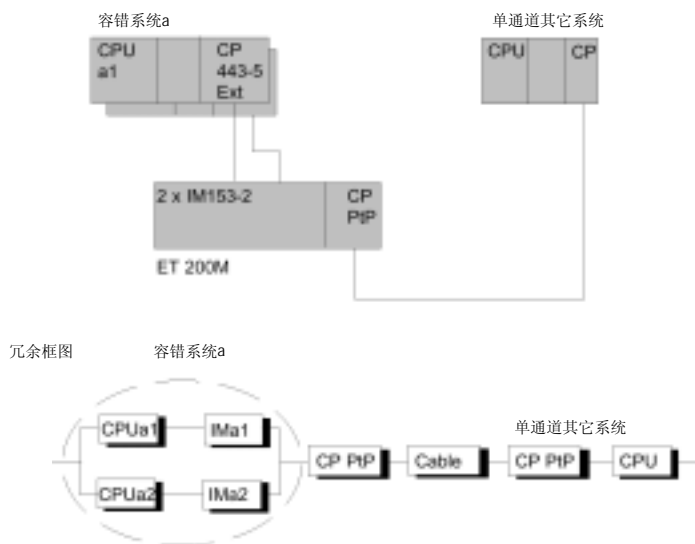 容错系统a
单通道其它系统
CPU
a1
CP
443-5
Ext
CPU
CP
2 x IM153-2
CP
PtP
ET 200M
冗余框图
容错系统a
CPUa1
IMa1
单通道其它系统
CP PtP
Cable
CP PtP
CPU
CPUa2
IMa2